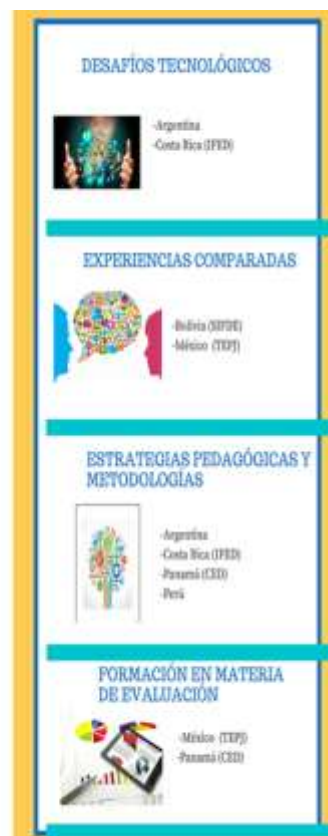 DESAFÍOS TECNOLÓGICOS
-Argentina
-Costa Rica (IFED)
EXPERIENCIAS COMPARADAS
-Bolivia (SIFDE)
-México (TEPJ)
ESTRATEGIAS PEDAGÓGICAS Y
METODOLOGÍAS
-Argentina
-Costa Rica (IFED)
-Panamá (CED)
-Perú
FORMACIÓN EN MATERIA
DE EVALUACIÓN
-México (TEPJ)
-Panamá (CED)